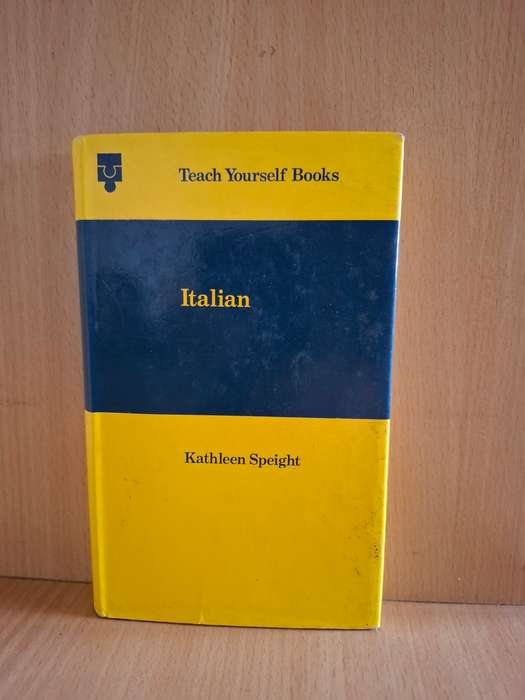 Teach Yourself Books
Italian
Kathleen Speight